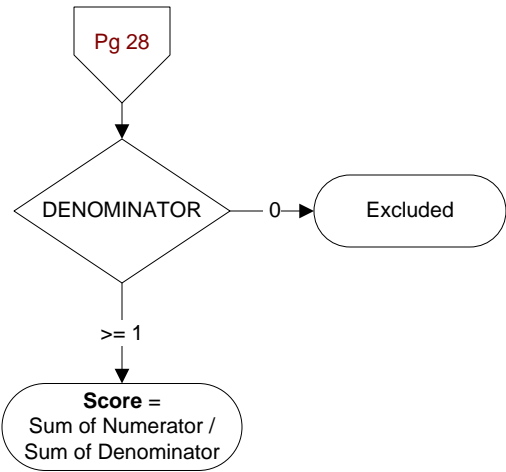 Pg 28
DENOMINATOR
0
Excluded
>= 1
Score =
Sum of Numerator /
Sum of Denominator